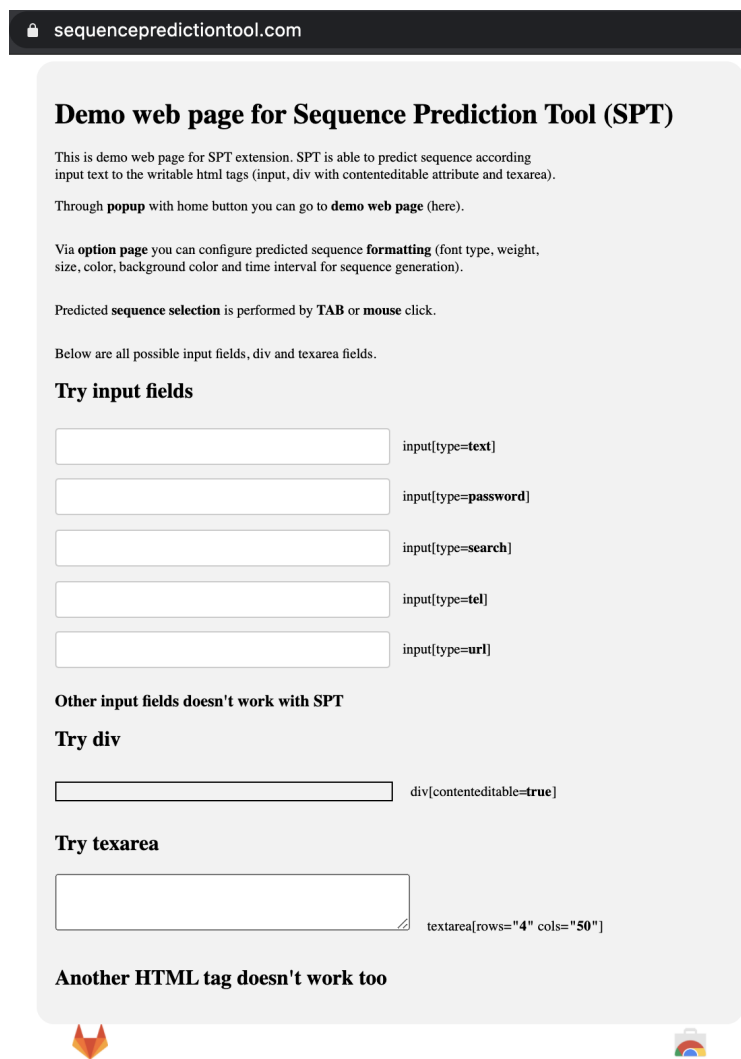 sequencepredictiontool.com
Demo web page for Sequence Prediction Tool (SPT)
This is demo web page for SPT extension. SPT is able to predict sequence according
input text to the writable html tags (input, div with contenteditable attribute and texarea).
Through popup with home button you can go to demo web page (here).
Via option page you can configure predicted sequence formatting (font type, weight,
size, color, background color and time interval for sequence generation).
Predicted sequence selection is performed by TAB or mouse click.
Below are all possible input fields, div and texarea fields.
Try input fields
input[type=text]
input[type=password]
input[type=search]
input[type=tel]
input[type=url]
Other input fields doesn't work with SPT
Try div
div[contenteditable=true]
Try texarea
textarea[rows="4" cols="50"]
Another HTML tag doesn't work too